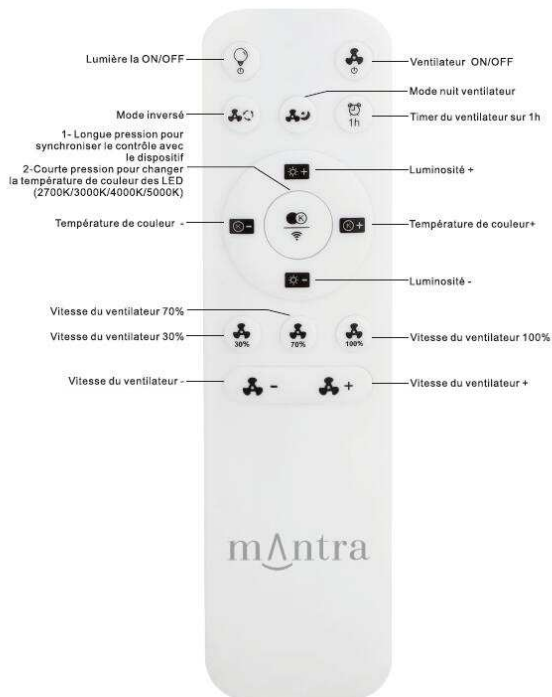 Lumière la ON/OFF
Ventilateur ON/OFF
Mode nuit ventilateur
Mode inversé
1h
Timer du ventilateur sur 1h
1- Longue pression pour
synchroniser le contrôle avec
le dispositif
2-Courte pression pour changer
la température de couleur des LED
(2700K/3000K/4000K/5000K)
+
Luminosité +
Température de couleur -
K -
K
K +
Température de couleur+
-
Luminosité -
Vitesse du ventilateur 70%
Vitesse du ventilateur 30%
30%
70%
100%
Vitesse du ventilateur 100%
Vitesse du ventilateur -
-
+
Vitesse du ventilateur +
mantra